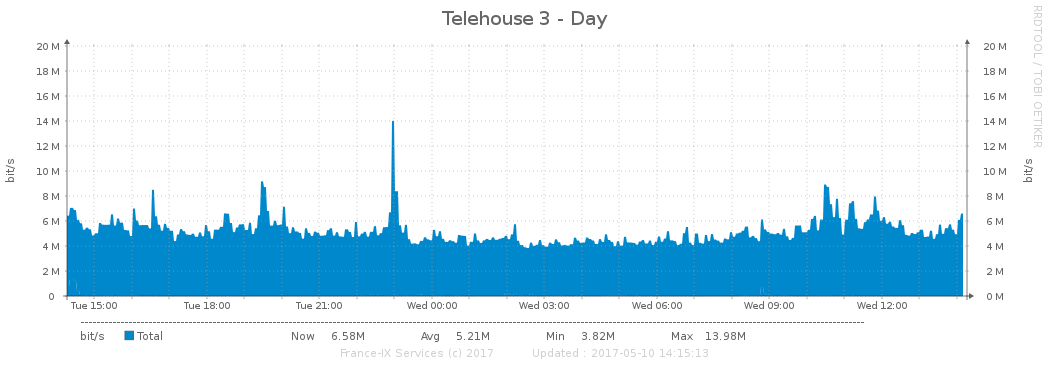 Telehouse 3 - Day
RRDTOOL / TOBI OETIKER
bit/s
20 M 20 M
18 M 18 M
16 M 16 M
14 M 14 M
12 M 12 M
10 M 10 M
8 M 8 M
6 M 6 M
4 M 4 M
2 M 2 M
0 0 M
bit/s
Tue 15:00 Tue 18:00 Tue 21:00 Wed 00:00 Wed 03:00 Wed 06:00 Wed 09:00 Wed 12:00
bit/s Total Now 6.58M Avg 5.21M Min 3.82M Max 13.98M
France-IX Services (c) 2017 Updated : 2017-05-10 14:15:13